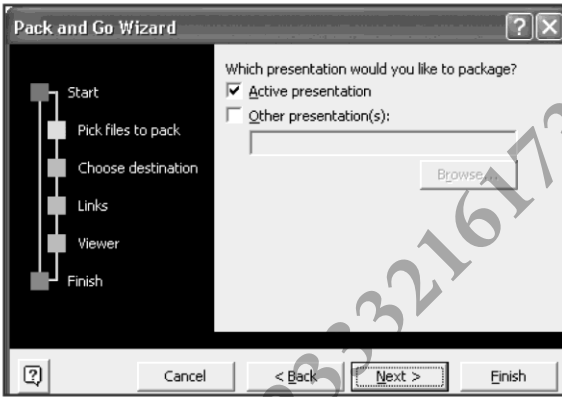 Pack and Go Wizard
Which presentation would you like to package?
Active presentation
Other presentation(s):
Browse...
Start
Pick files to pack
Choose destination
Links
Viewer
Finish
Cancel
< Back
Next >
Finish